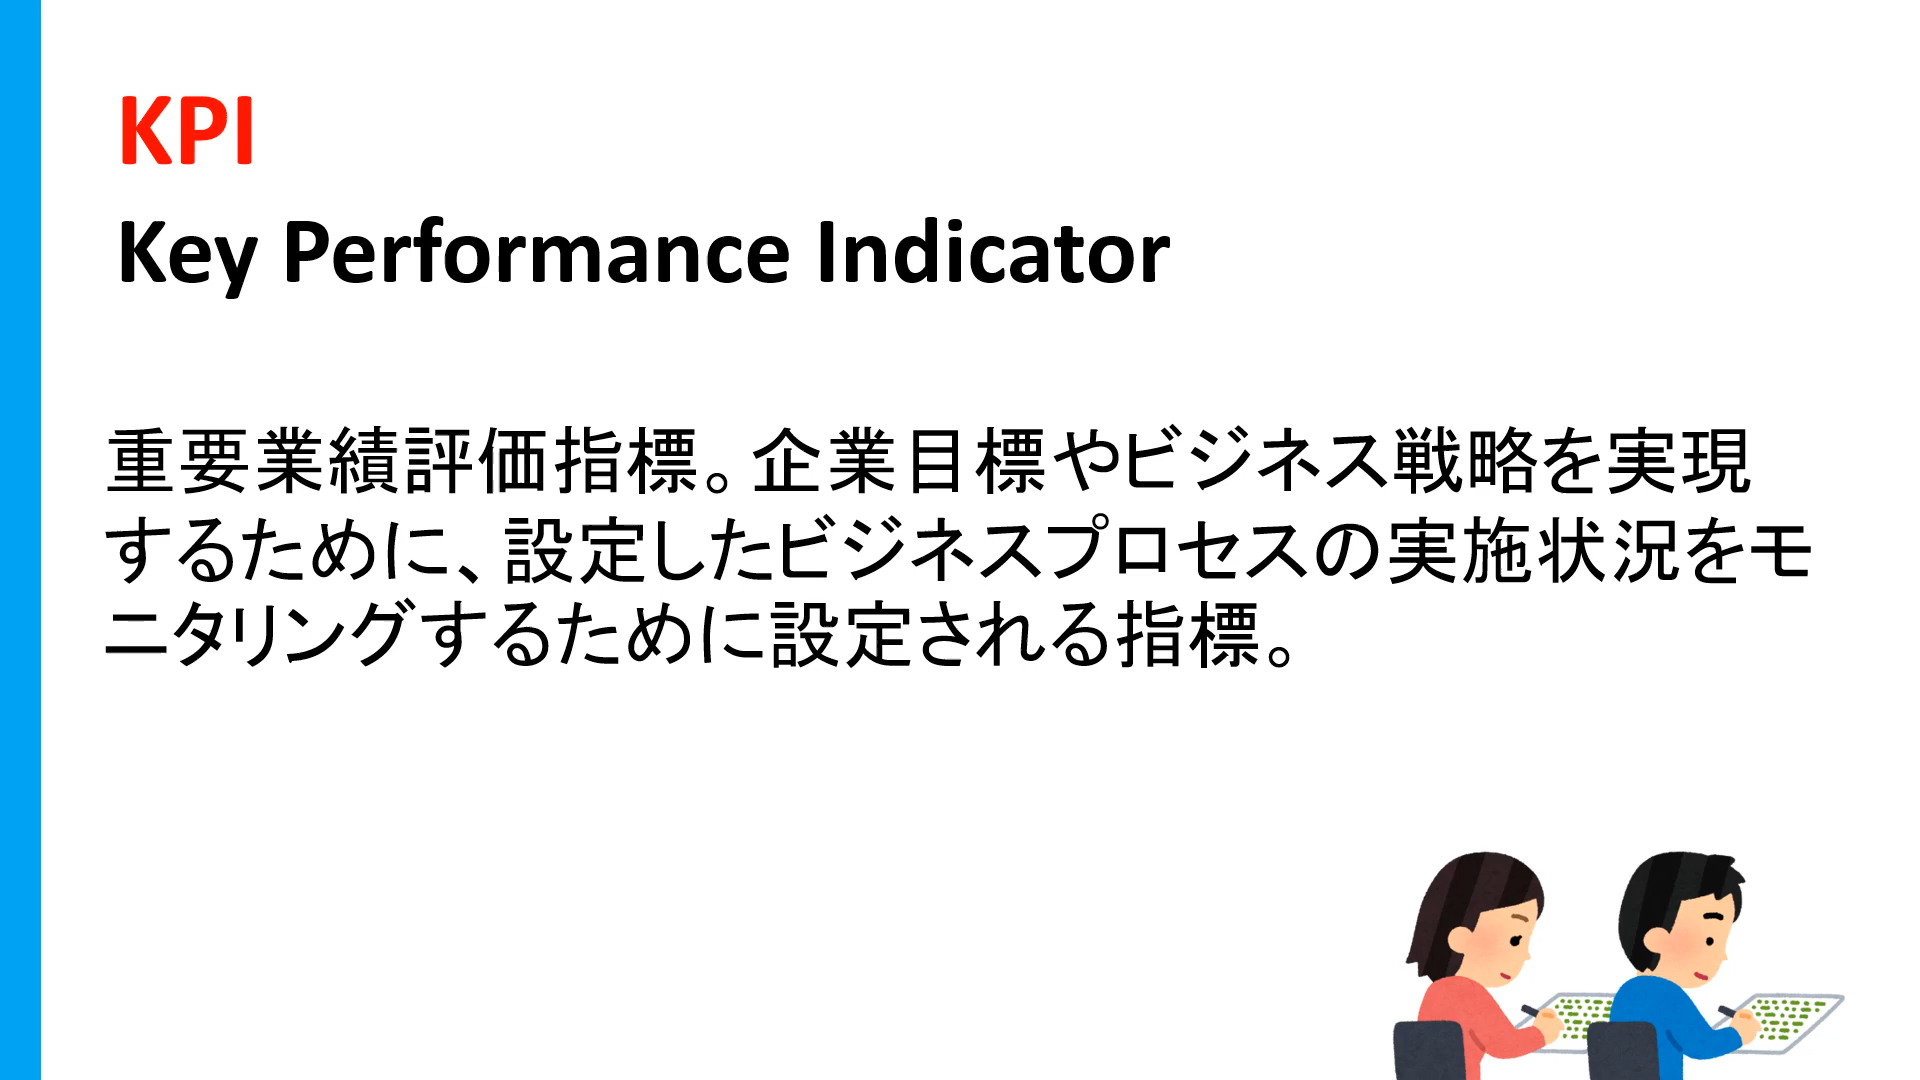 KPI
Key Performance Indicator
重要業績評価指標。企業目標やビジネス戦略を実現
するために、設定したビジネスプロセスの実施状況をモ
ニタリングするために設定される指標。